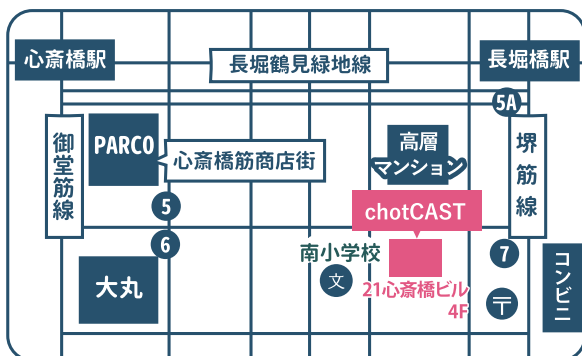 心斎橋駅
長堀鶴見緑地線
長堀橋駅
5A
御堂筋線
PARCO
心斎橋筋商店街
高層
マンション
堺筋線
chotCAST
5
6
南小学校
文
7
大丸
21心斎橋ビル
4F
〒
コンビニ